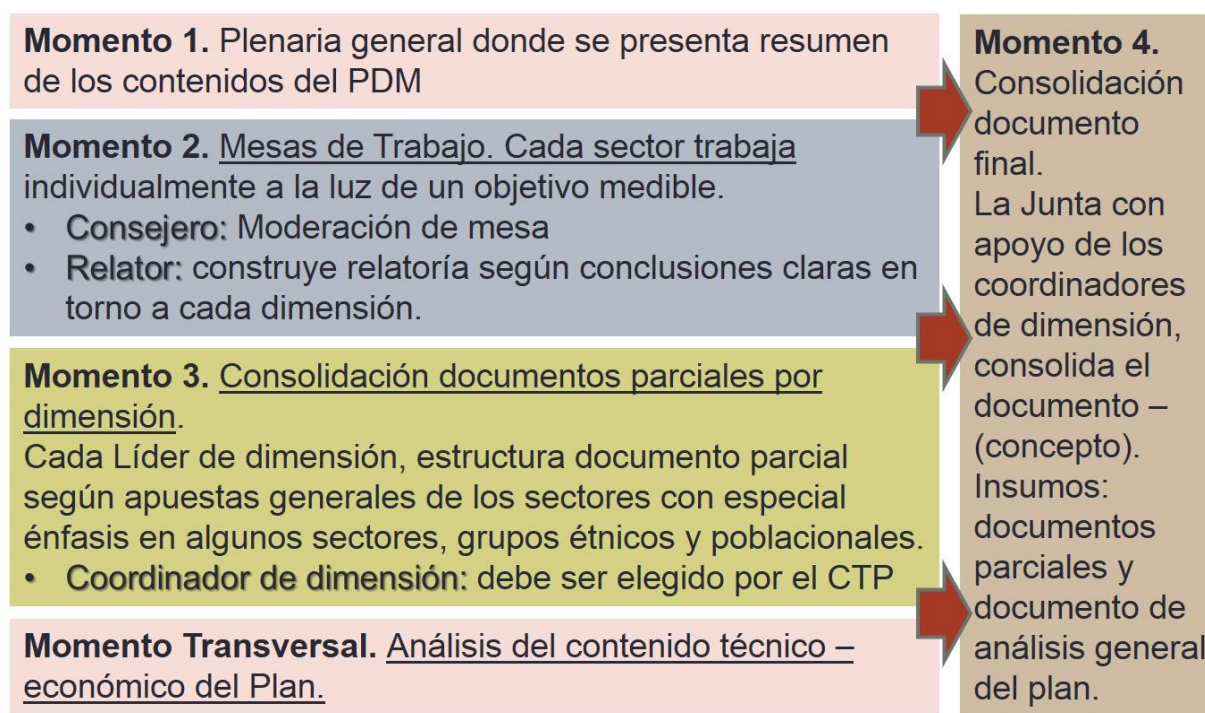 Momento 1. Plenaria general donde se presenta resumen
de los contenidos del PDM
Momento 2. Mesas de Trabajo. Cada sector trabaja
individualmente a la luz de un objetivo medible.
• Consejero: Moderación de mesa
• Relator: construye relatoría según conclusiones claras en
torno a cada dimensión.
Momento 3. Consolidación documentos parciales por
dimensión.
Cada Líder de dimensión, estructura documento parcial
según apuestas generales de los sectores con especial
énfasis en algunos sectores, grupos étnicos y poblacionales.
• Coordinador de dimensión: debe ser elegido por el CTP
Momento Transversal. Análisis del contenido técnico –
económico del Plan.
Momento 4.
Consolidación
documento
final.
La Junta con
apoyo de los
coordinadores
de dimensión,
consolida el
documento –
(concepto).
Insumos:
documentos
parciales y
documento de
análisis general
del plan.